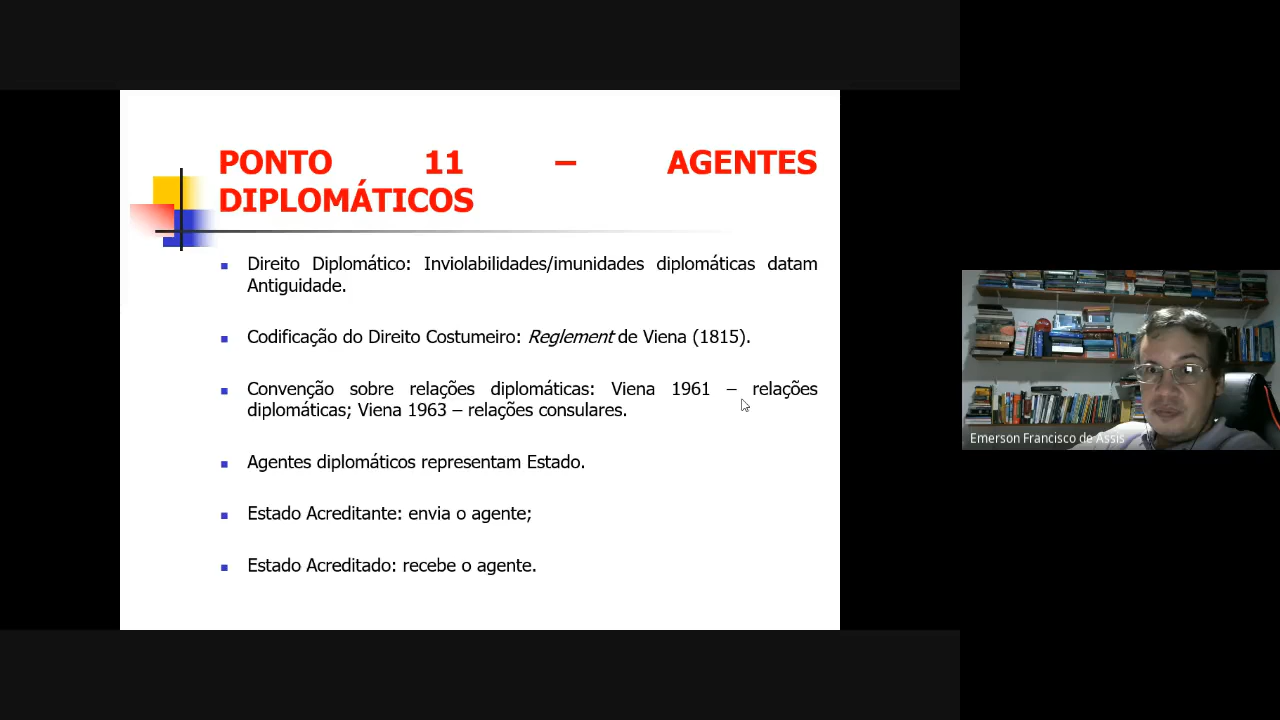 PONTO 11 – AGENTES
DIPLOMÁTICOS
Direito Diplomático: Inviolabilidades/imunidades diplomáticas datam
Antiguidade.
Codificação do Direito Costumeiro: Reglement de Viena (1815).
Convenção sobre relações diplomáticas: Viena 1961 – relações
diplomáticas; Viena 1963 – relações consulares.
Agentes diplomáticos representam Estado.
Estado Acreditante: envia o agente;
Estado Acreditado: recebe o agente.
Emerson Francisco de Assis